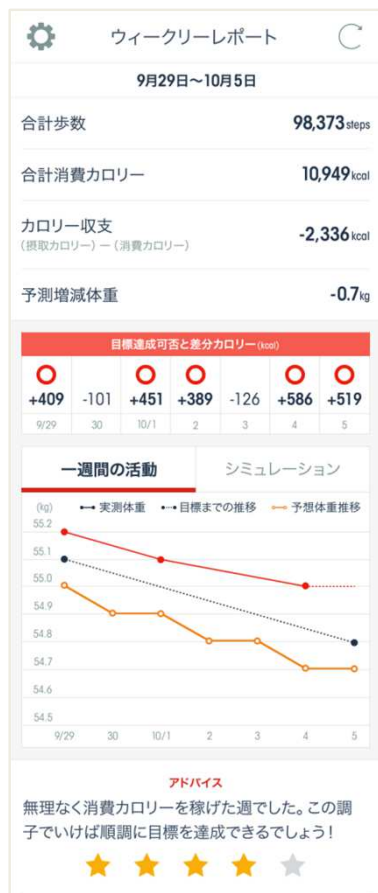 ウィークリーレポート
9月29日〜10月5日
合計歩数 98,373 steps
合計消費カロリー 10,949 kcal
カロリー収支 -2,336 kcal
（摂取カロリー）ー（消費カロリー）
予測増減体重 -0.7 kg
目標達成可否と差分カロリー (kcal)
+409 -101 +451 +389 -126 +586 +519
9/29 30 10/1 2 3 4 5
一週間の活動 シミュレーション
(kg) 実測体重 目標までの推移 予想体重推移
55.2
55.1
55.0
54.9
54.8
54.7
54.6
54.5
9/29 30 10/1 2 3 4 5
アドバイス
無理なく消費カロリーを稼げた週でした。この調
子でいけば順調に目標を達成できるでしょう！